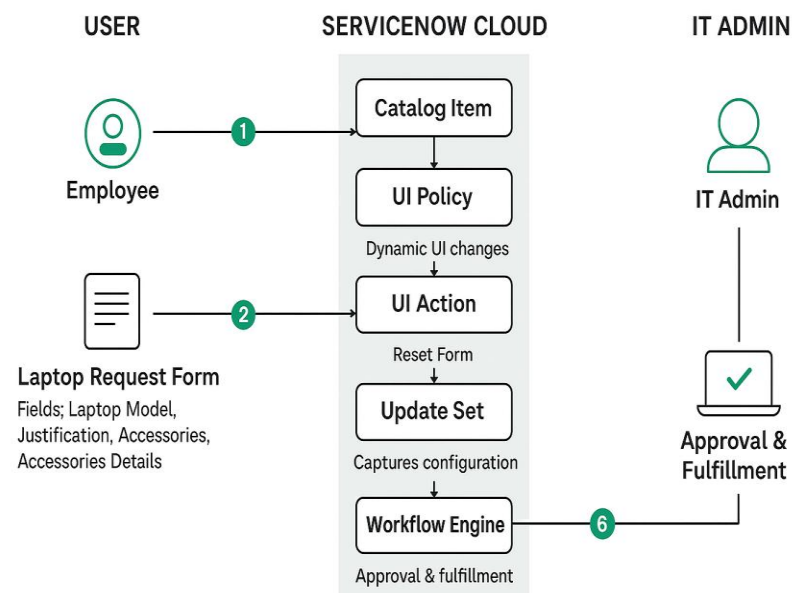 USER
SERVICENOW CLOUD
IT ADMIN
1
Catalog Item
Employee
UI Policy
IT Admin
Dynamic UI changes
2
UI Action
Laptop Request Form
Fields; Laptop Model,
Justification, Accessories,
Accessories Details
Reset Form
Update Set
Captures configuration
Approval &
Fulfillment
Workflow Engine
6
Approval & fulfillment